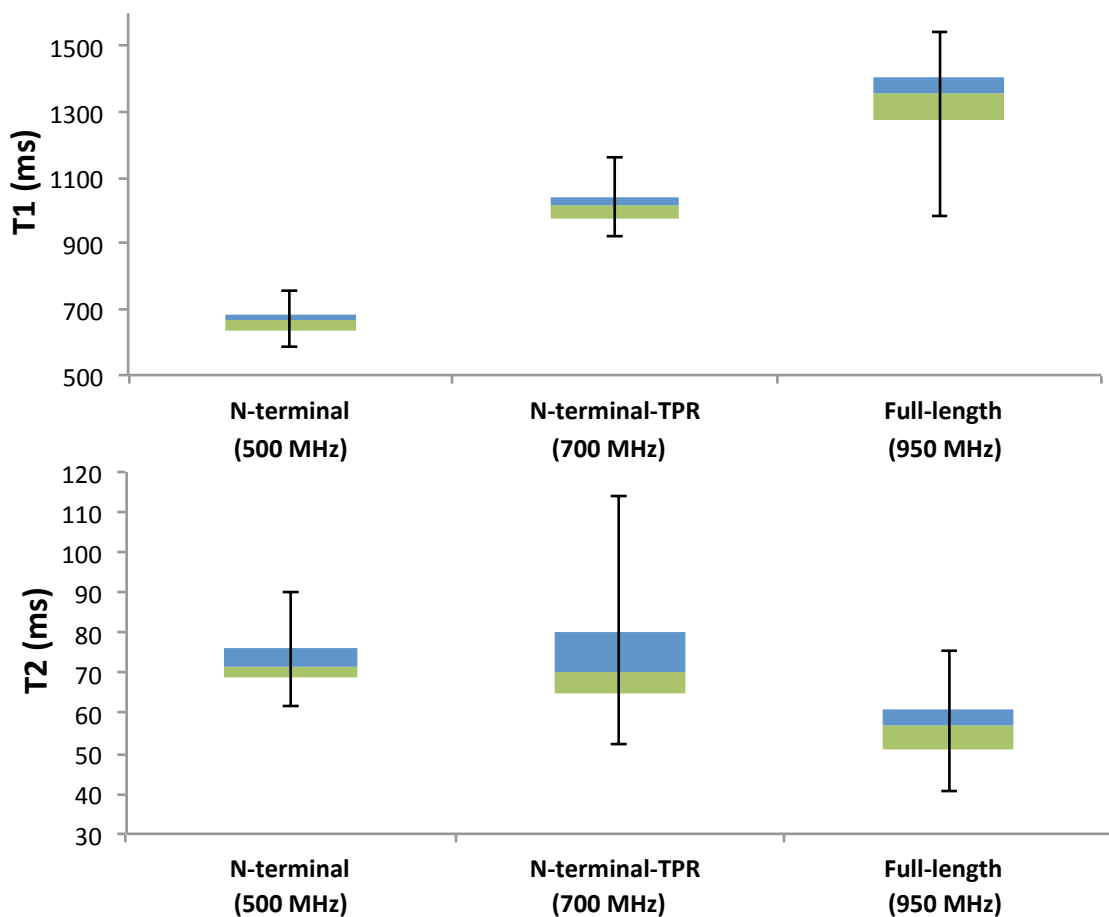 T1 (ms)
1500
1300
1100
900
700
500
N-terminal N-terminal-TPR Full-length
(500 MHz) (700 MHz) (950 MHz)
T2 (ms)
120
110
100
90
80
70
60
50
40
30
N-terminal N-terminal-TPR Full-length
(500 MHz) (700 MHz) (950 MHz)